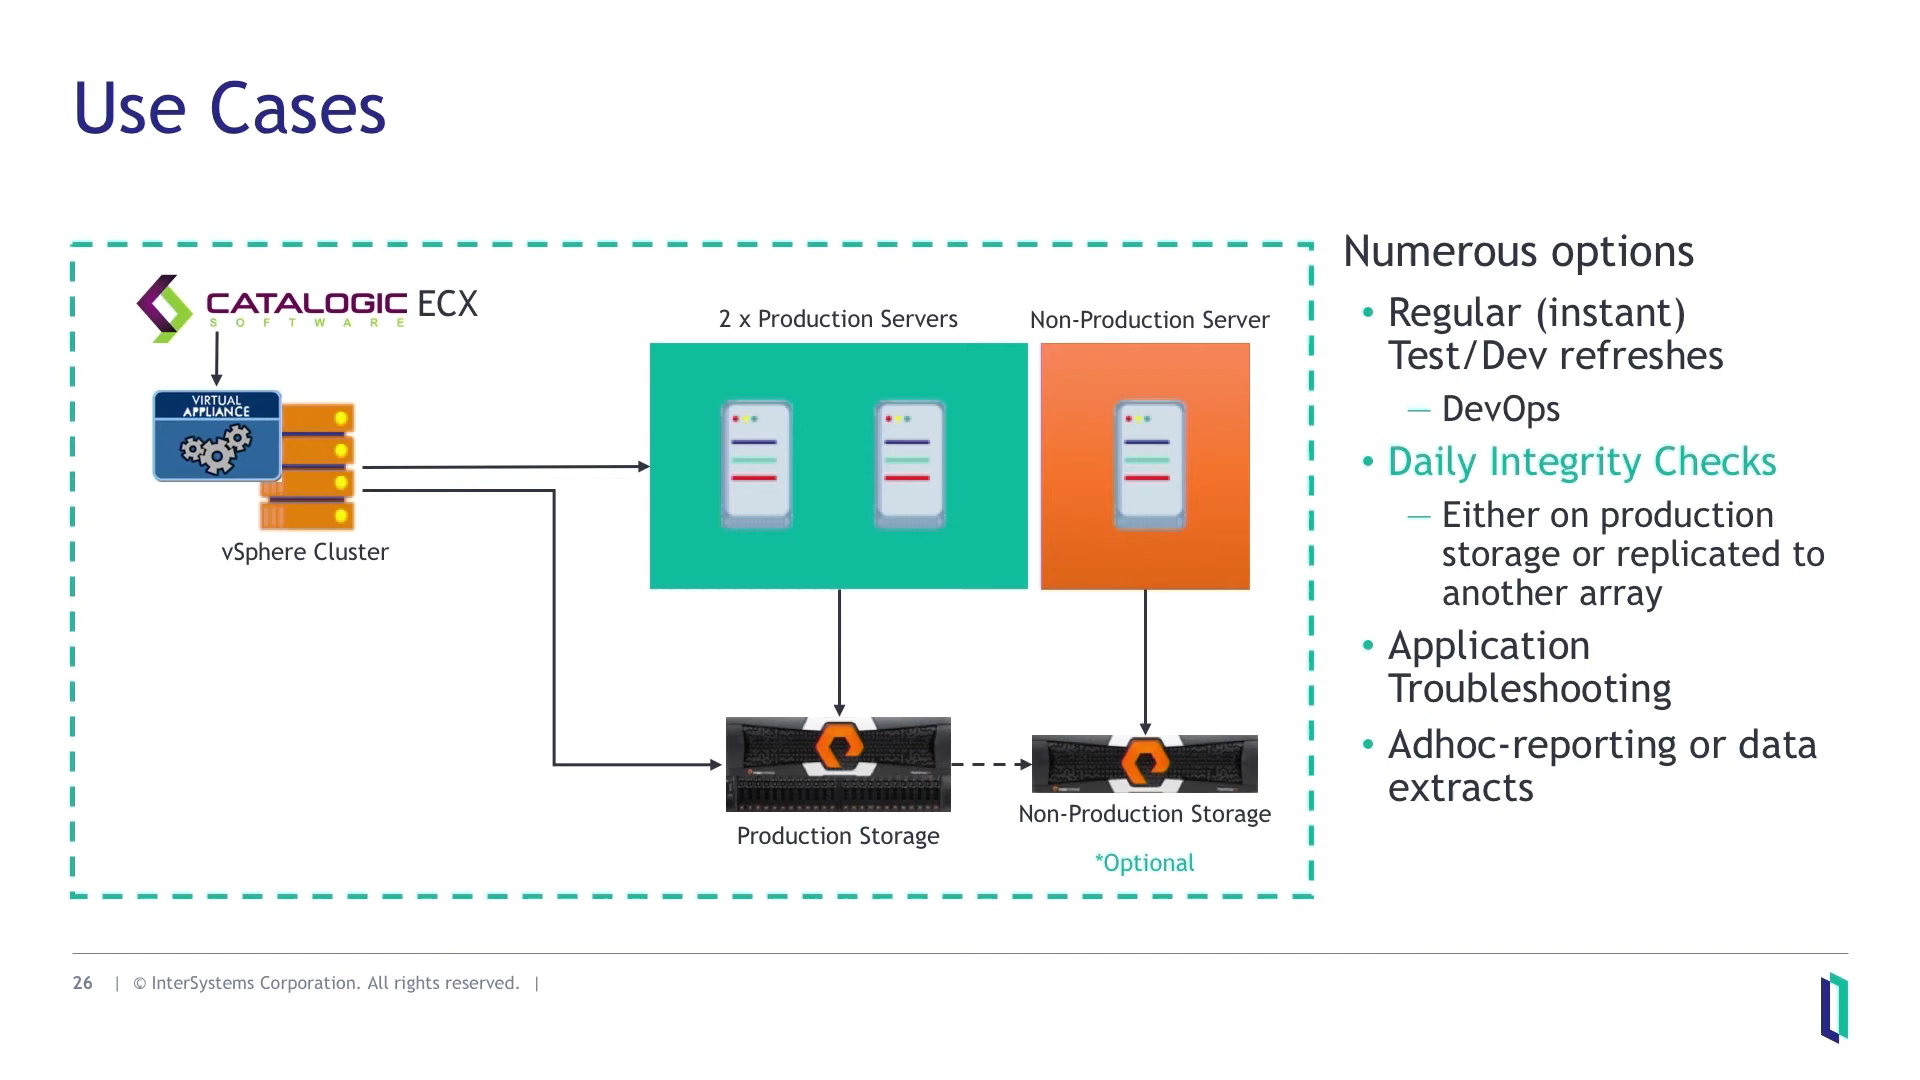 Use Cases
CATALOGIC ECX
SOFTWARE
VIRTUAL
APPLIANCE
vSphere Cluster
2 x Production Servers
Non-Production Server
Production Storage
Non-Production Storage
*Optional
Numerous options
• Regular (instant)
Test/Dev refreshes
— DevOps
• Daily Integrity Checks
— Either on production
storage or replicated to
another array
• Application
Troubleshooting
• Adhoc-reporting or data
extracts
26 | © InterSystems Corporation. All rights reserved. |